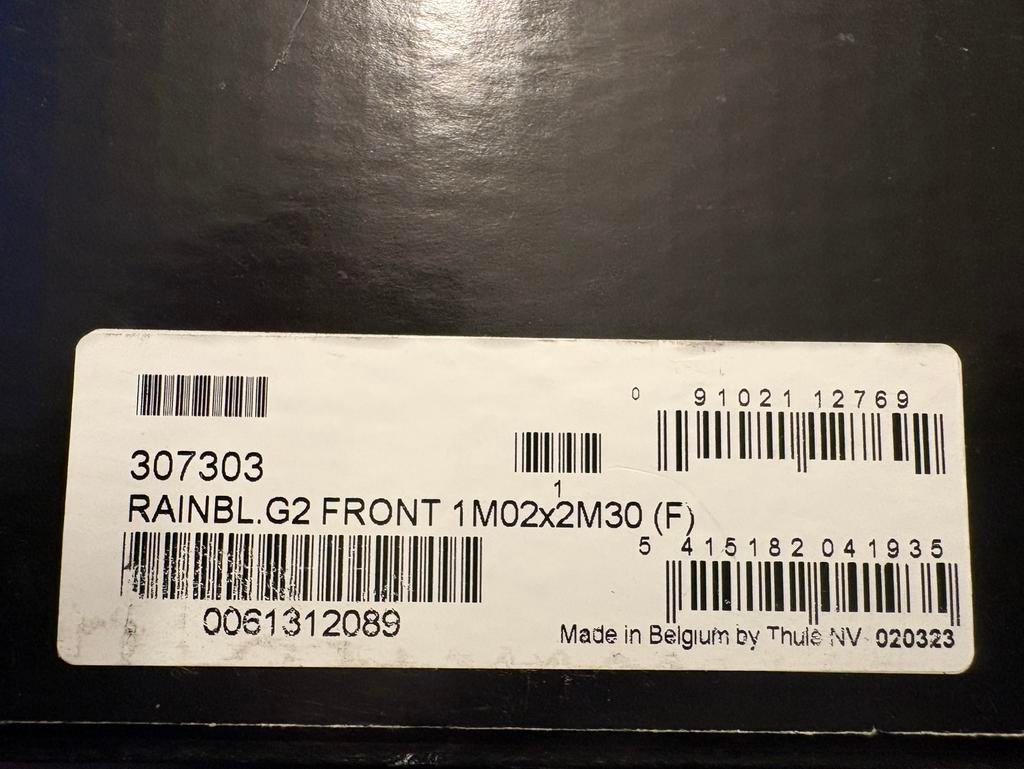 307303
RAINBL.G2 FRONT 1M02x2M30 (F)
0061312089
1
0 91021 12769
5 415182 041935
Made in Belgium by Thule NV 020323